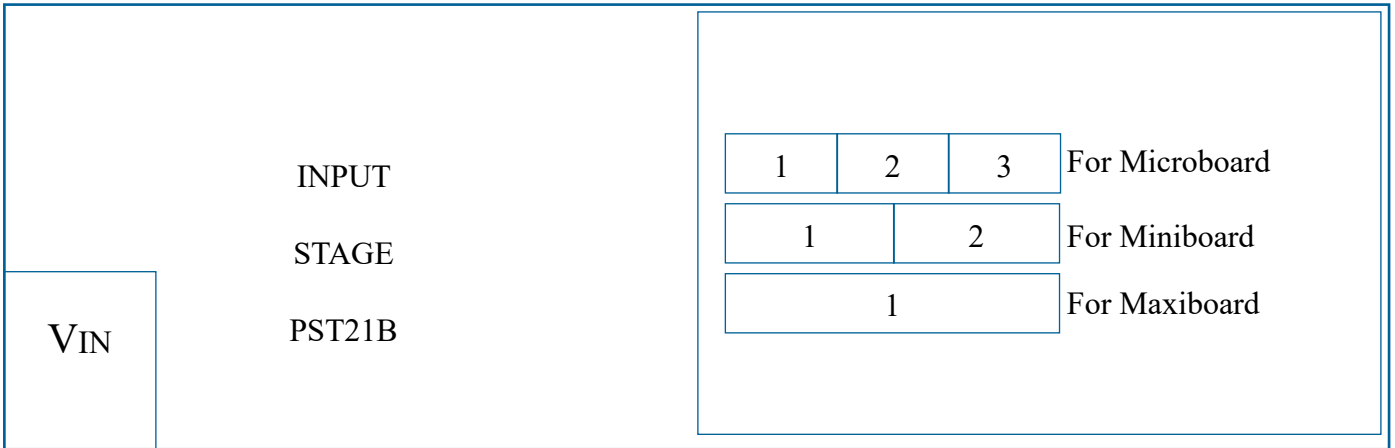 INPUT
STAGE
PST21B
VIN
1 2 3 For Microboard
1 2 For Miniboard
1 For Maxiboard